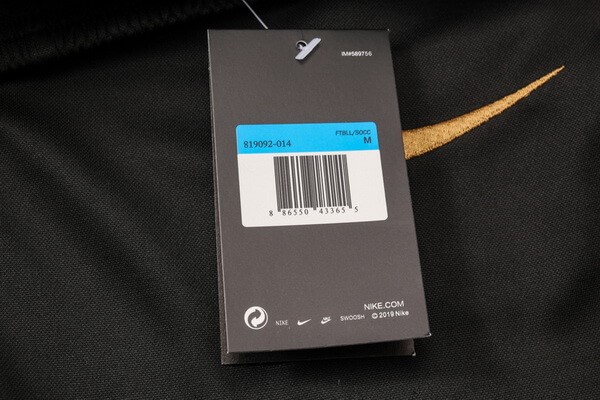 IM#589756
FTBLL/SOCC
819092-014 M
8 86550 43365 5
NIKE.COM
NIKE SWOOSH © 2019 Nike